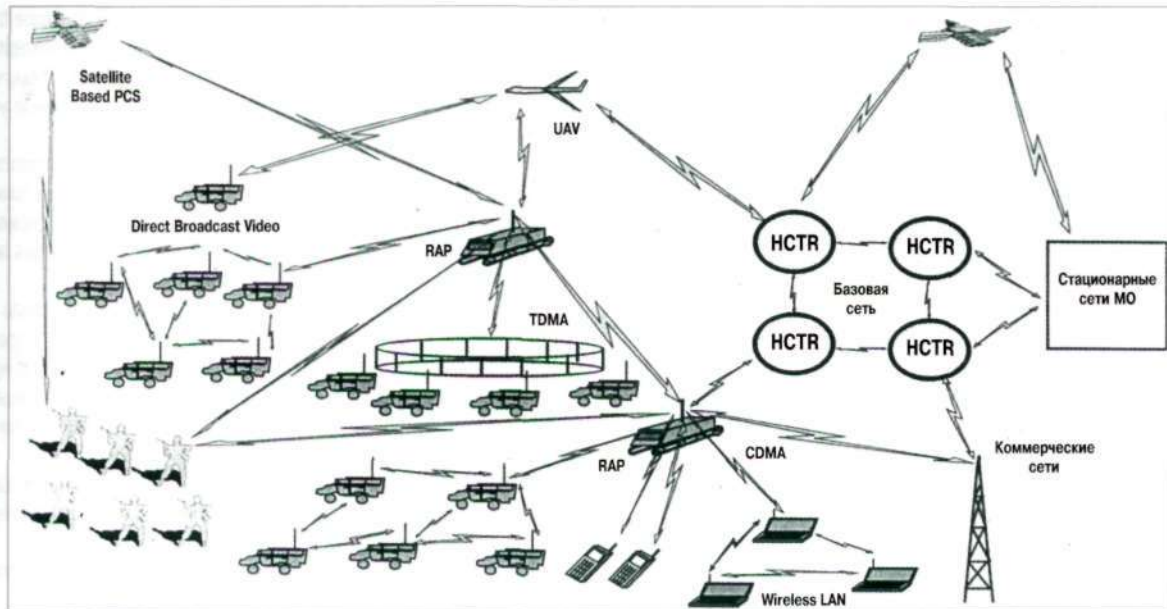 Satellite
Based PCS
UAV
Direct Broadcast Video
RAP
HCTR
HCTR
Базовая
сеть
Стационарные
сети МО
TDMA
HCTR
HCTR
RAP
CDMA
Коммерческие
сети
Wireless LAN